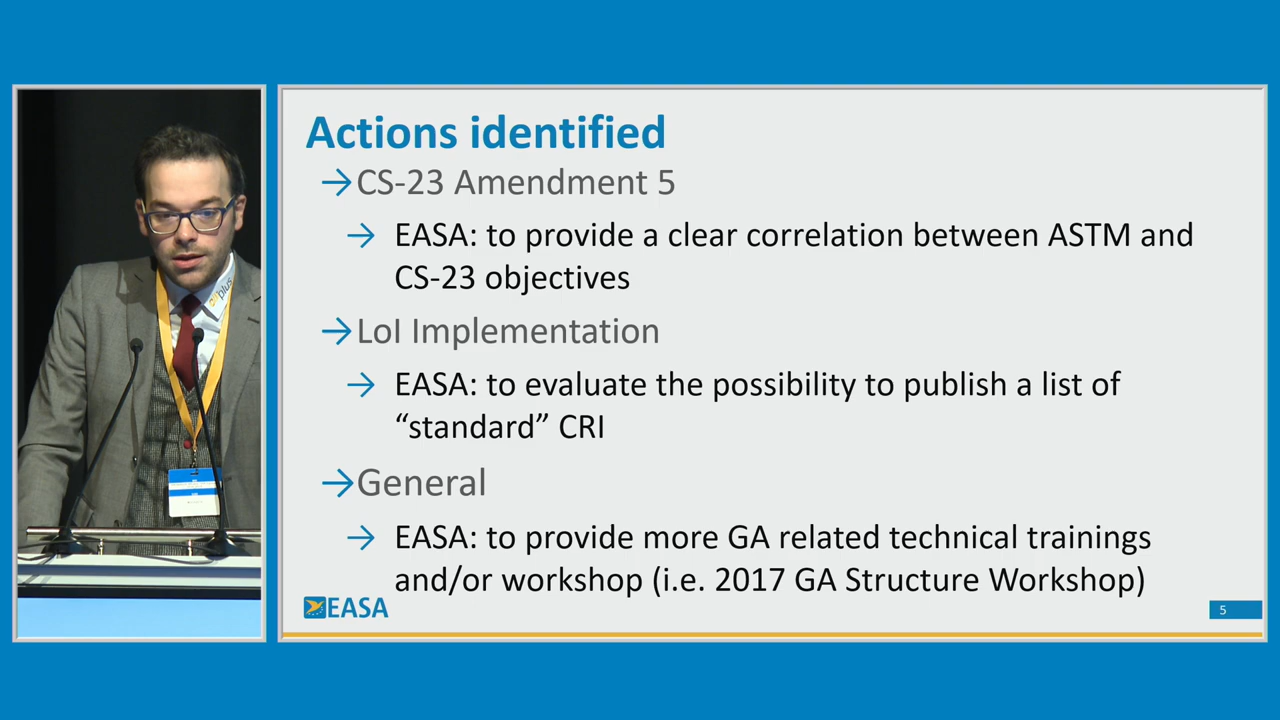 Actions identified
→CS-23 Amendment 5
→ EASA: to provide a clear correlation between ASTM and
CS-23 objectives
→LoI Implementation
→ EASA: to evaluate the possibility to publish a list of
“standard” CRI
→General
→ EASA: to provide more GA related technical trainings
and/or workshop (i.e. 2017 GA Structure Workshop)
EASA
5
plus